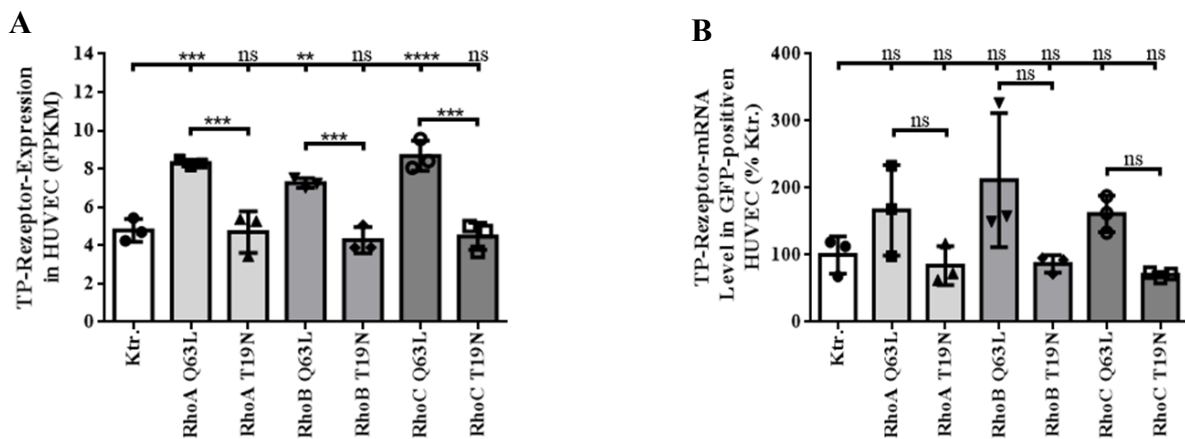 A
TP-Rezeptor-Expression
in HUVEC (FPKM)
14
12
10
8
6
4
2
0
*** ns ** ns **** ns
*** *** ***
Ktr.
RhoA Q63L
RhoA T19N
RhoB Q63L
RhoB T19N
RhoC Q63L
RhoC T19N
B
TP-Rezeptor-mRNA
Level in GFP-positiven
HUVEC (% Ktr.)
400
300
200
100
0
ns ns ns ns ns ns
ns
ns
ns
Ktr.
RhoA Q63L
RhoA T19N
RhoB Q63L
RhoB T19N
RhoC Q63L
RhoC T19N